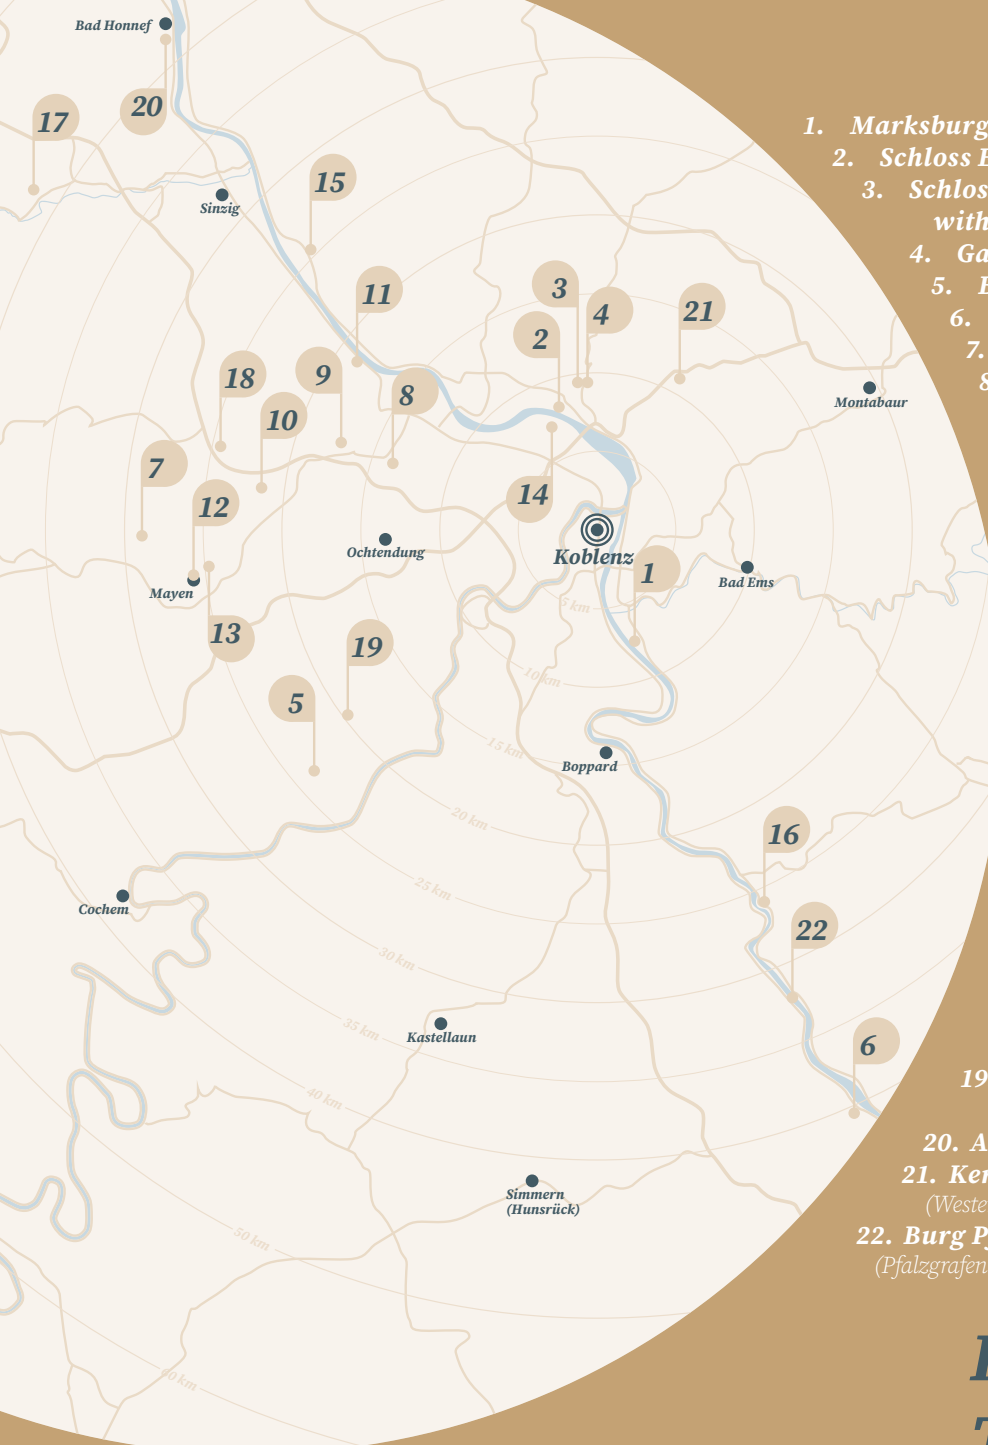 Bad Honnef
20
17
15
Sinzig
11
3
4
21
2
9
18
8
10
Montabaur
7
12
14
Ochtendung
Koblenz
1
Bad Ems
Mayen
5 km
13
19
10 km
5
15 km
Boppard
20 km
16
25 km
Cochem
22
30 km
35 km
Kastellaun
6
40 km
Simmern
(Hunsrück)
50 km
60 km
1. Marksburg
2. Schloss
3. Schlos
with
4. Ga
5.
6.
7.
8
19
20. A
21. Ker
(Weste
22. Burg P
(Pfalzgrafen